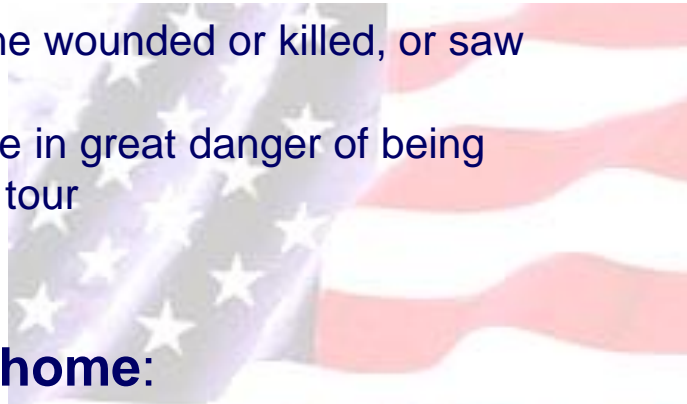 ne wounded or killed, or saw
e in great danger of being
tour
home: